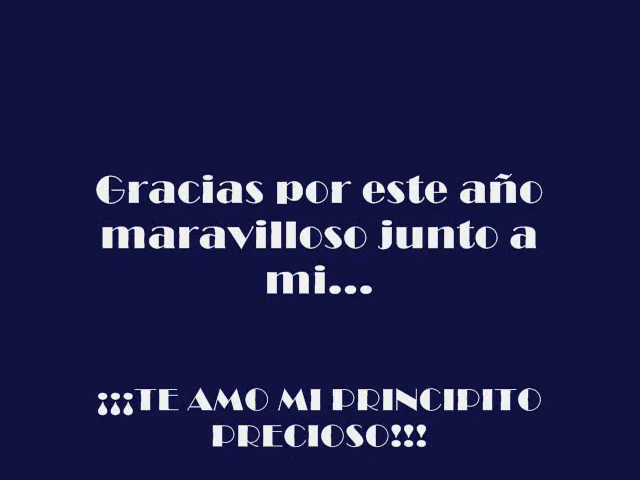 Gracias por este año
maravilloso junto a
mi...
¡¡¡TE AMO MI PRINCIPITO
PRECIOSO!!!